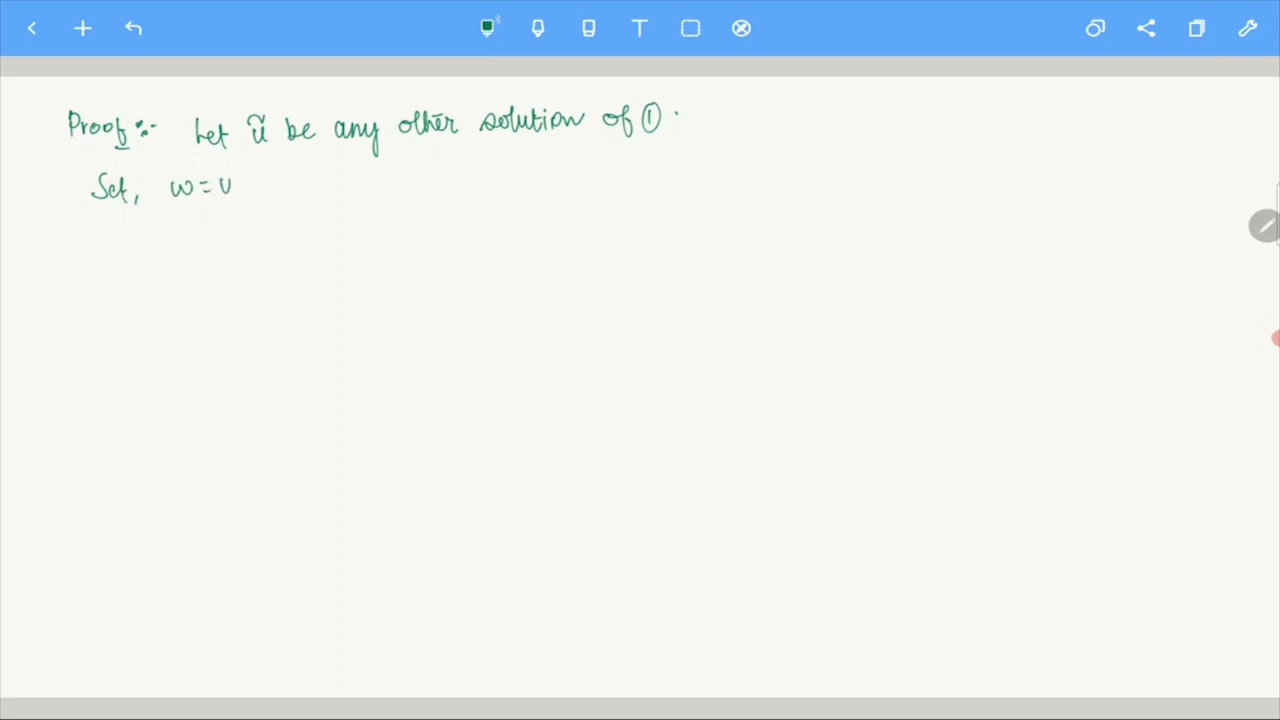 Proof:- Let ũ be any other solution of ①.
Set, w=u